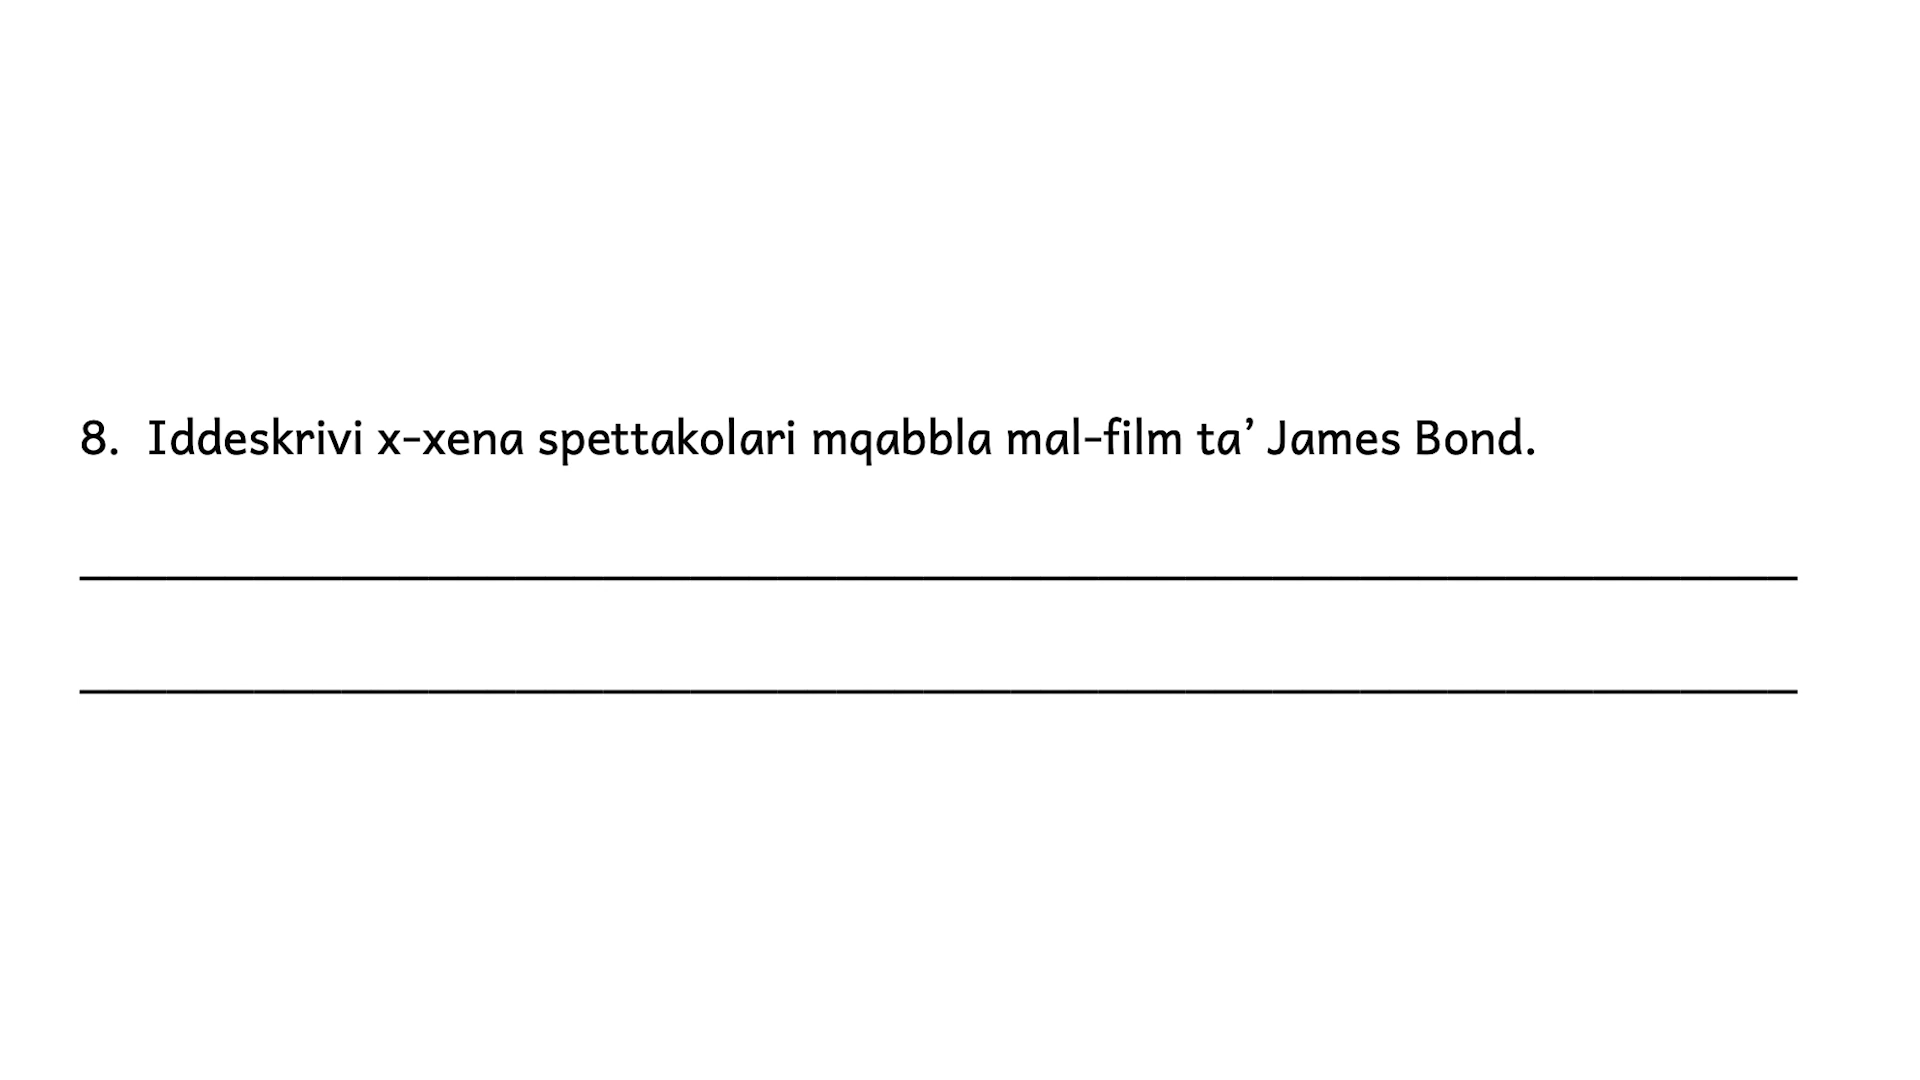 8. Iddeskrivi x-xena spettakolari mqabbla mal-film ta’ James Bond.